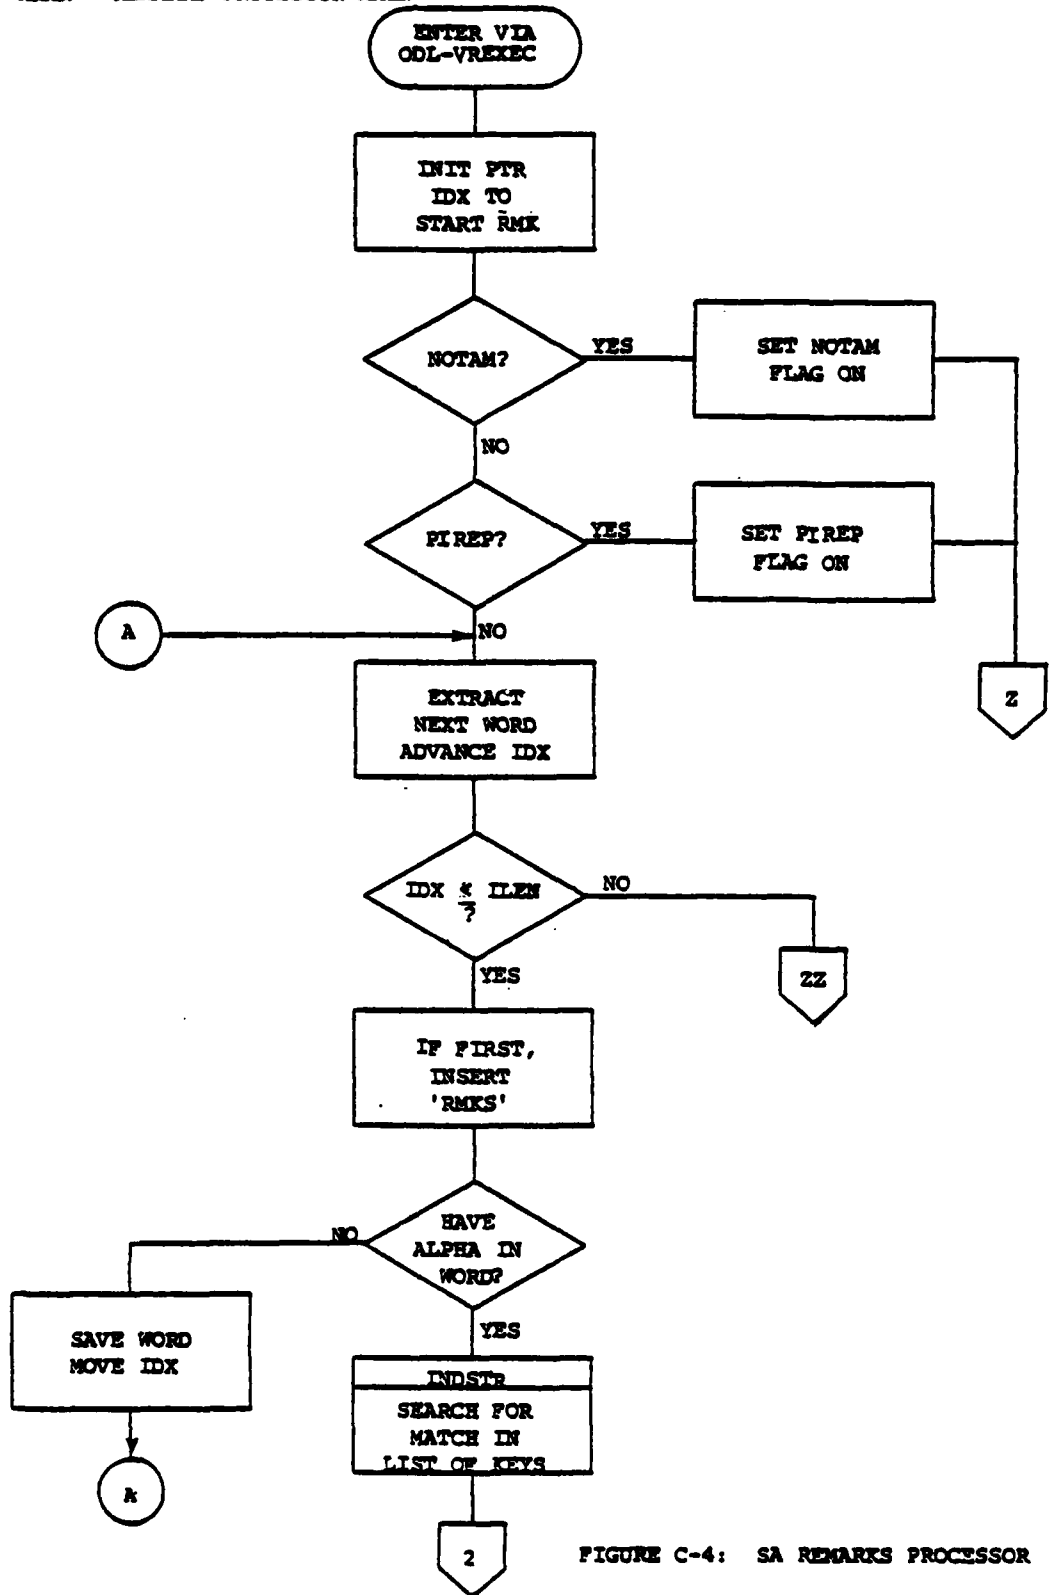 ENTER VIA
ODL-VREXEC
INIT PTR
IDX TO
START RMK
NOTAM?
YES
SET NOTAM
FLAG ON
NO
PIREP?
YES
SET PIREP
FLAG ON
A
NO
Z
EXTRACT
NEXT WORD
ADVANCE IDX
IDX < ILEN
?
NO
ZZ
YES
IF FIRST,
INSERT
'RMKS'
HAVE
ALPHA IN
WORD?
NO
YES
SAVE WORD
MOVE IDX
INDSTR
SEARCH FOR
MATCH IN
LIST OF KEYS
A
2
FIGURE C-4: SA REMARKS PROCESSOR